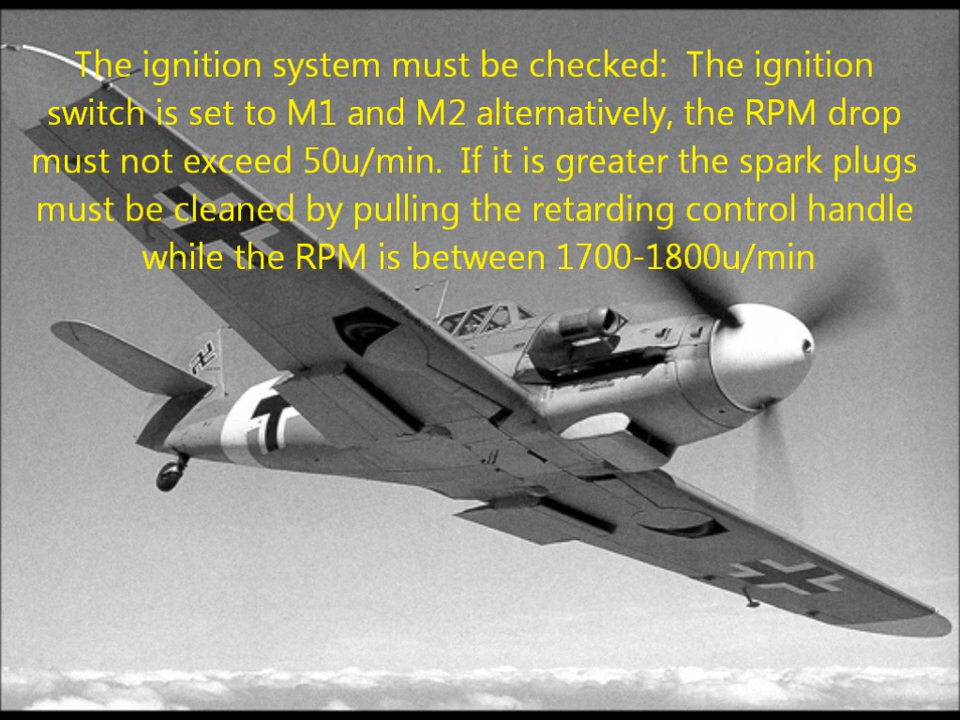 The ignition system must be checked:  The ignition
switch is set to M1 and M2 alternatively, the RPM drop
must not exceed 50u/min.  If it is greater the spark plugs
must be cleaned by pulling the retarding control handle
while the RPM is between 1700-1800u/min